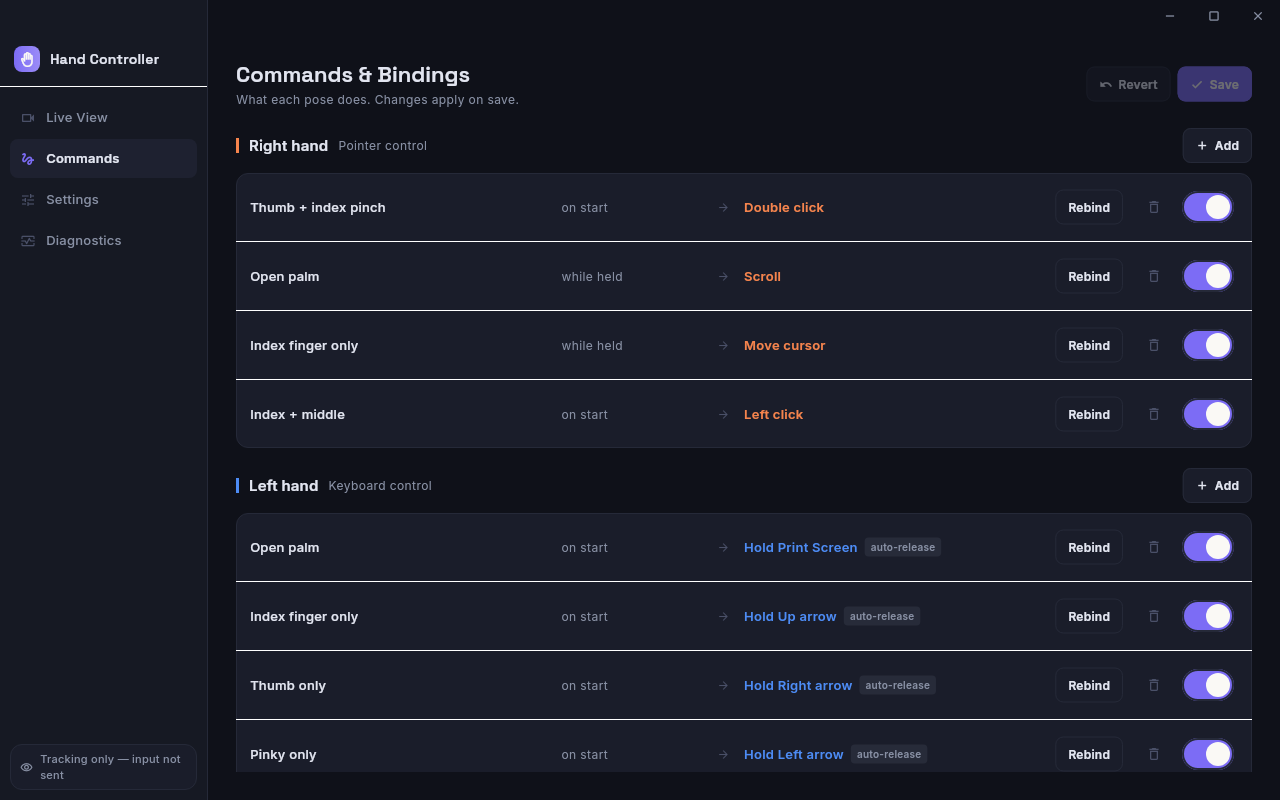 Hand Controller
Live View
Commands
Settings
Diagnostics
Tracking only — input not
sent
Commands & Bindings
What each pose does. Changes apply on save.
Revert
Save
Right hand Pointer control
Add
Thumb + index pinch on start → Double click Rebind
Open palm while held → Scroll Rebind
Index finger only while held → Move cursor Rebind
Index + middle on start → Left click Rebind
Left hand Keyboard control
Add
Open palm on start → Hold Print Screen auto-release Rebind
Index finger only on start → Hold Up arrow auto-release Rebind
Thumb only on start → Hold Right arrow auto-release Rebind
Pinky only on start → Hold Left arrow auto-release Rebind